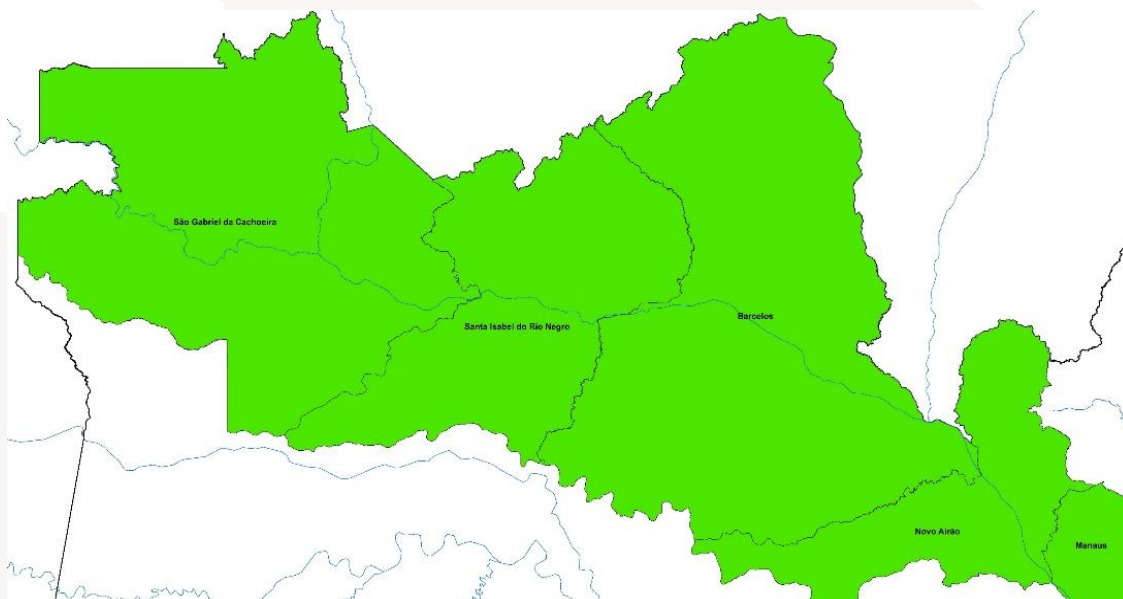 São Gabriel da Cachoeira
Santa Isabel do Rio Negro
Barcelos
Novo Airão
Manaus